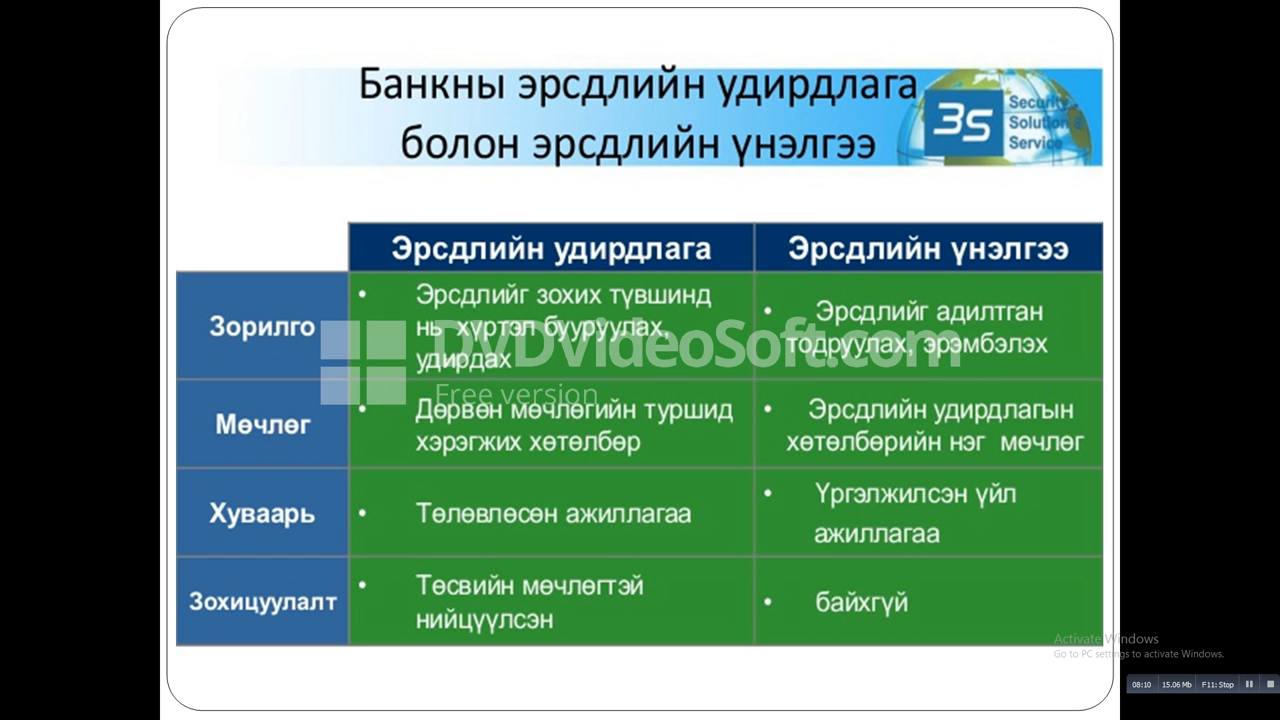 Банкны эрсдлийн удирдлага
болон эрсдлийн үнэлгээ
3S
Security
Solution &
Service
Эрсдлийн удирдлага
Эрсдлийн үнэлгээ
Зорилго
• Эрсдлийг зохих түвшинд
нь хүртэл бууруулах,
удирдах
• Эрсдлийг адилтган
тодруулах, эрэмбэлэх
DVDVideoSoft.com
Free version
Мөчлөг
• Дөрвөн мөчлөгийн туршид
хэрэгжих хөтөлбөр
• Эрсдлийн удирдлагын
хөтөлбөрийн нэг мөчлөг
Хуваарь
• Төлөвлөсөн ажиллагаа
• Үргэлжилсэн үйл
ажиллагаа
Зохицуулалт
• Төсвийн мөчлөгтэй
нийцүүлсэн
• байхгүй
Activate Windows
Go to PC settings to activate Windows.
08:10 15.06 Mb F11: Stop